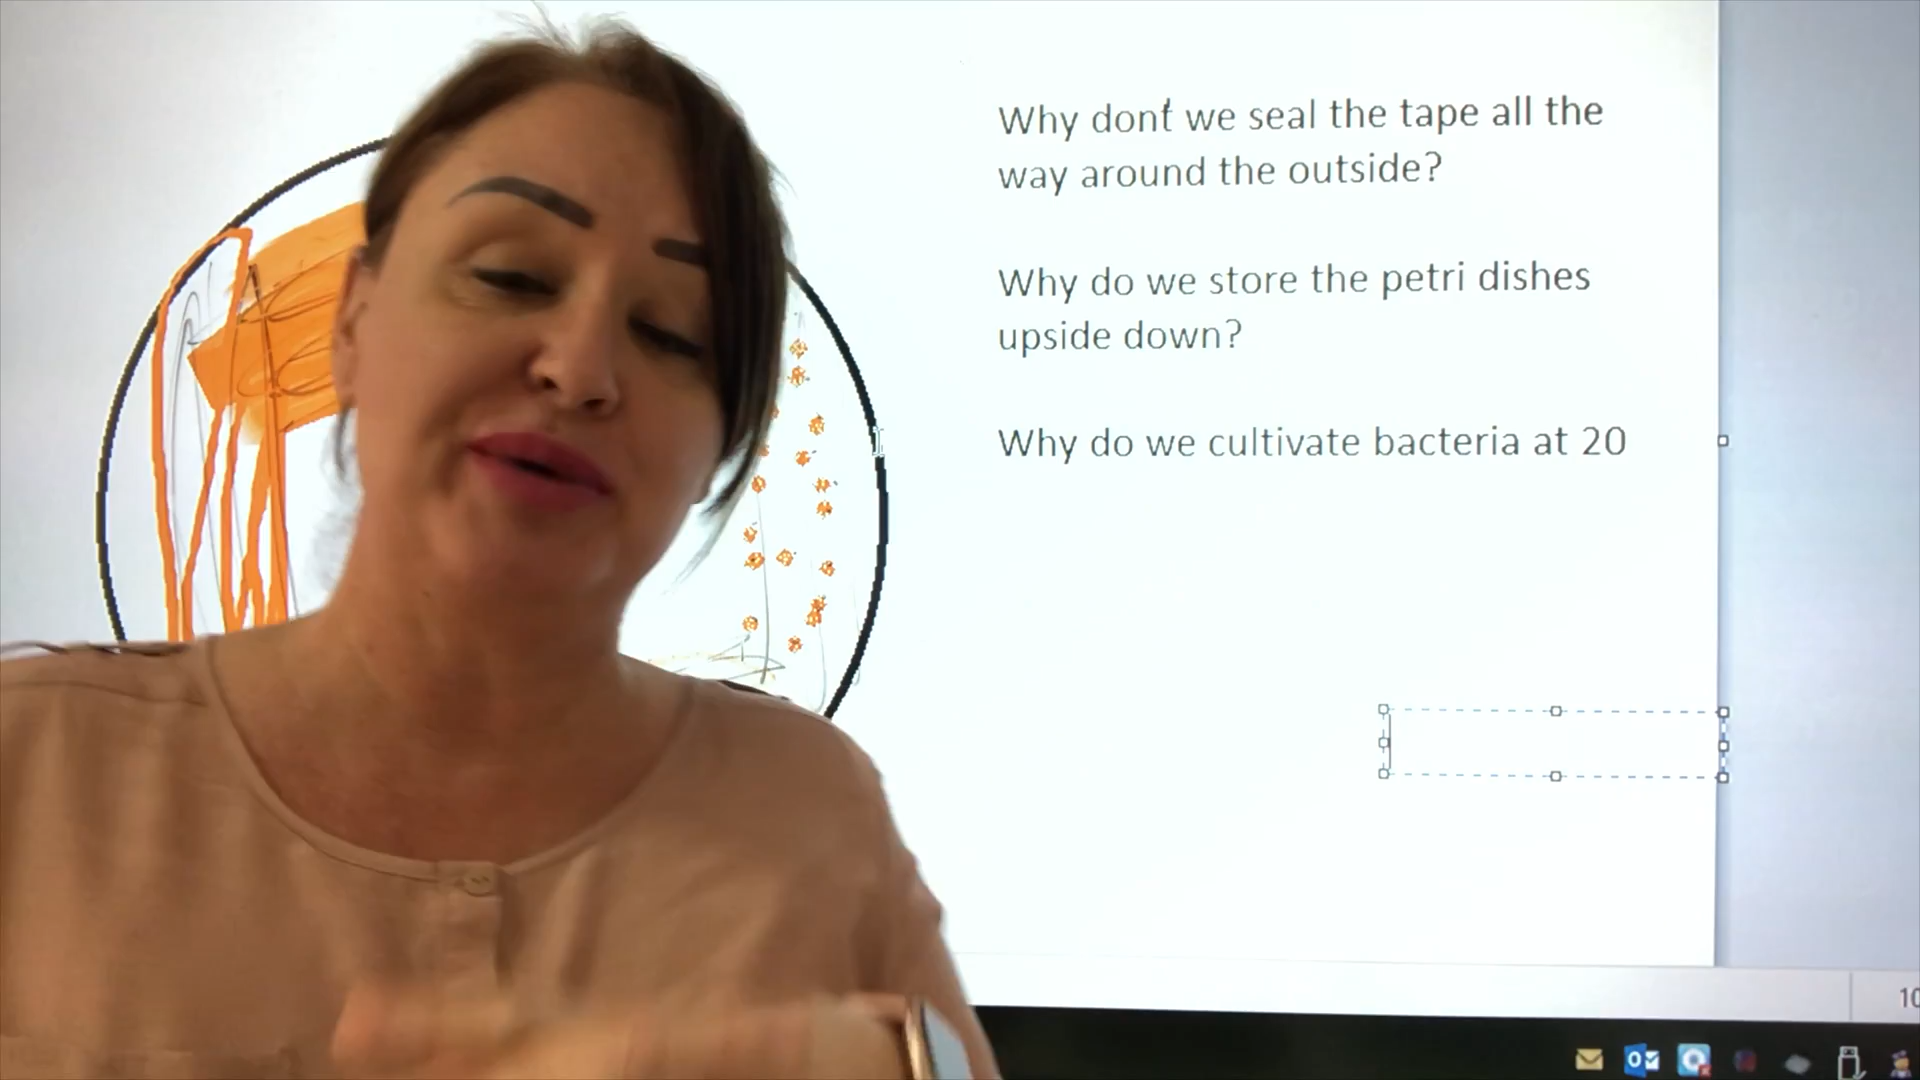 Why dont' we seal the tape all the
way around the outside?
Why do we store the petri dishes
upside down?
Why do we cultivate bacteria at 20
10